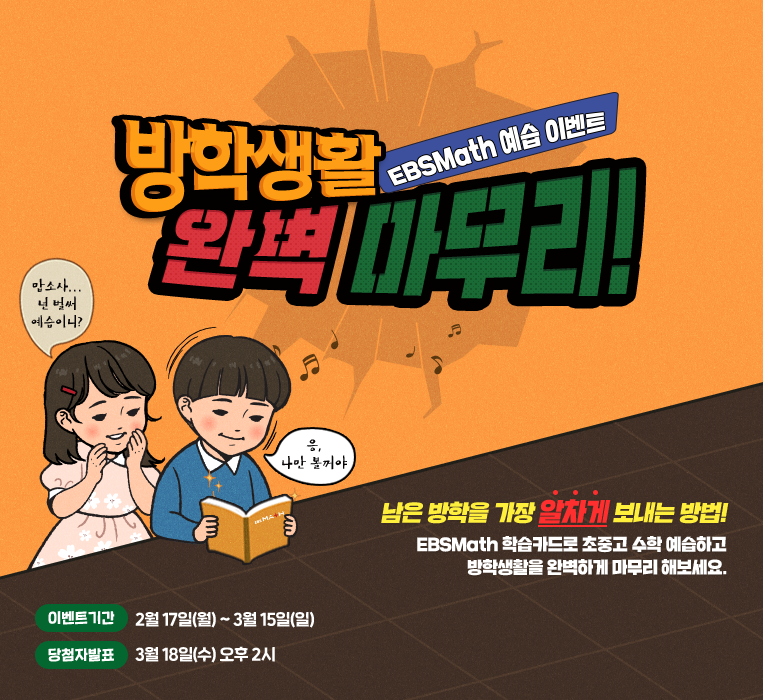 방학생활
EBSMath 예습 이벤트
완벽 마무리!
맙소사...
넌 벌써
예습이니?
응,
나만 볼꺼야
남은 방학을 가장 알차게 보내는 방법!
EBSMath 학습카드로 초중고 수학 예습하고
방학생활을 완벽하게 마무리 해보세요.
이벤트기간 2월 17일(월) ~ 3월 15일(일)
당첨자발표 3월 18일(수) 오후 2시